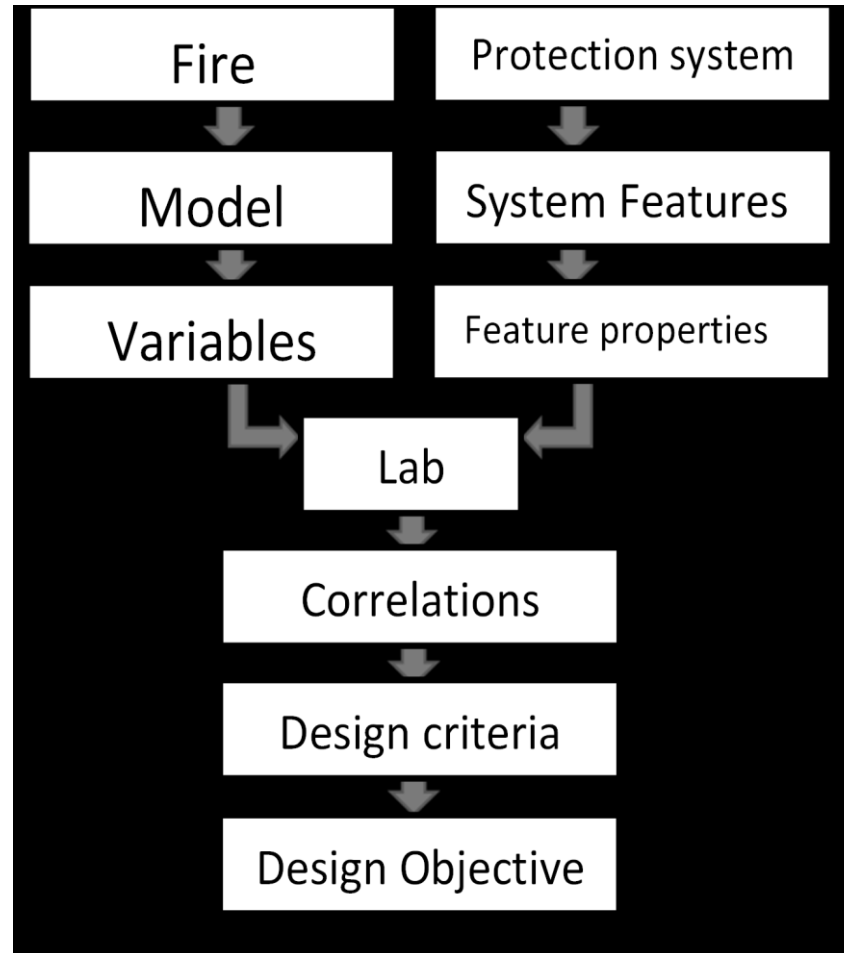 Fire
Protection system
Model
System Features
Variables
Feature properties
Lab
Correlations
Design criteria
Design Objective